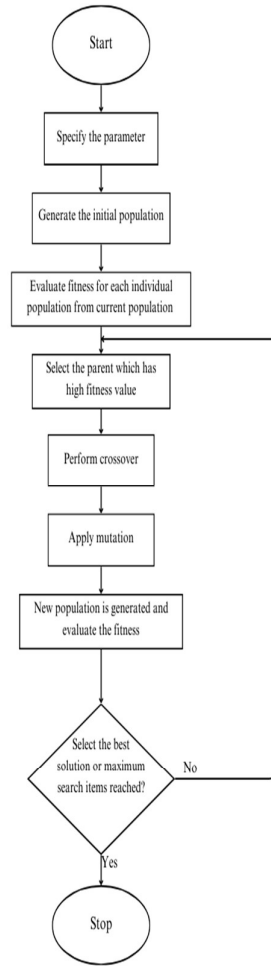 Start
Specify the parameter
Generate the initial population
Evaluate fitness for each individual
population from current population
Select the parent which has
high fitness value
Perform crossover
Apply mutation
New population is generated and
evaluate the fitness
Select the best
solution or maximum
search items reached?
No
Yes
Stop